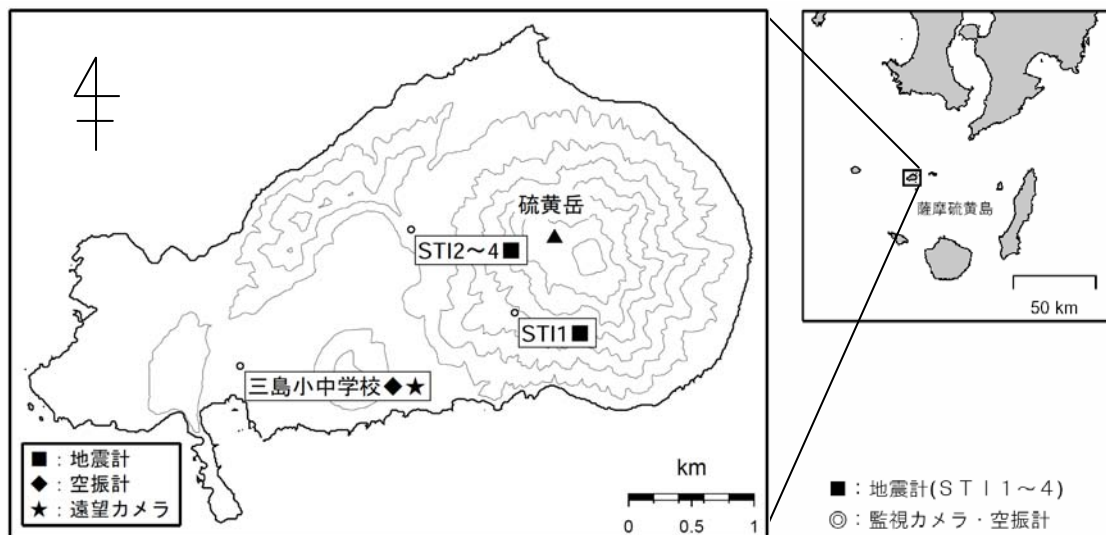 硫黄岳
STI2～4■
STI1■
三島小中学校◆★
■：地震計
◆：空振計
★：遠望カメラ
km
0 0.5 1
薩摩硫黄島
50 km
■：地震計(ＳＴＩ１～４)
◎：監視カメラ・空振計